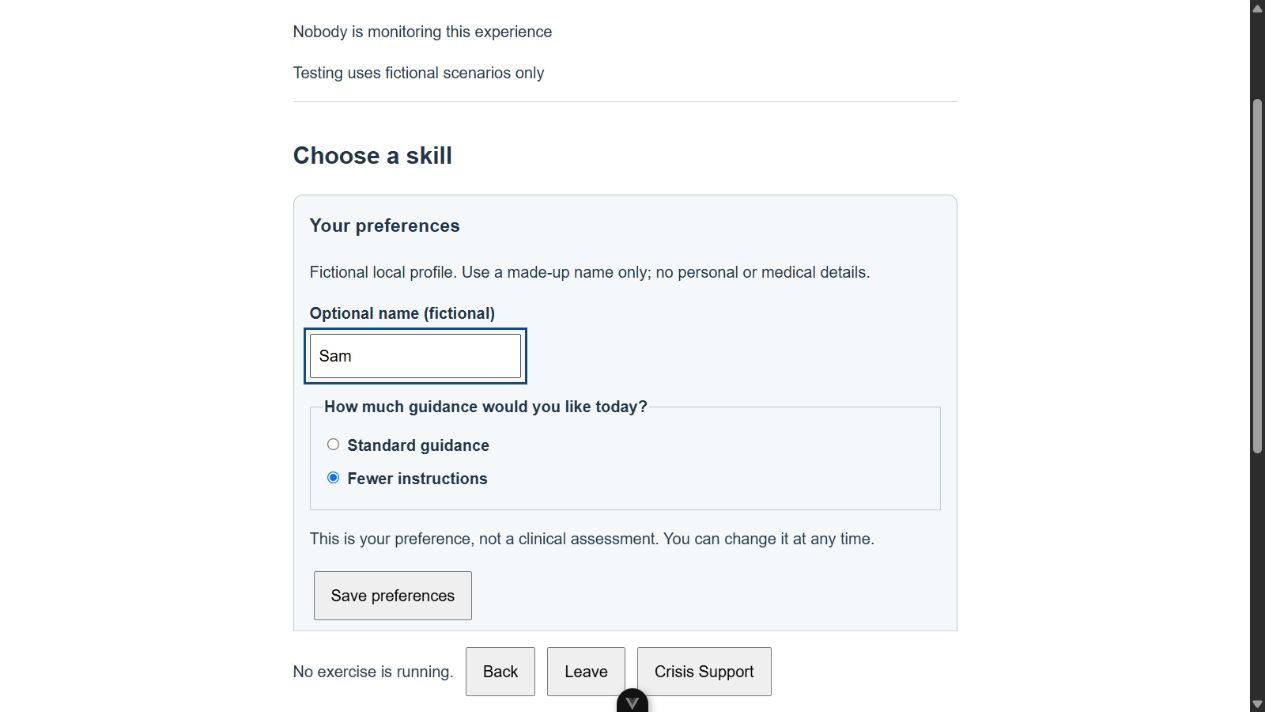 Nobody is monitoring this experience
Testing uses fictional scenarios only
Choose a skill
Your preferences
Fictional local profile. Use a made-up name only; no personal or medical details.
Optional name (fictional)
Sam
How much guidance would you like today?
Standard guidance
Fewer instructions
This is your preference, not a clinical assessment. You can change it at any time.
Save preferences
No exercise is running. Back Leave Crisis Support